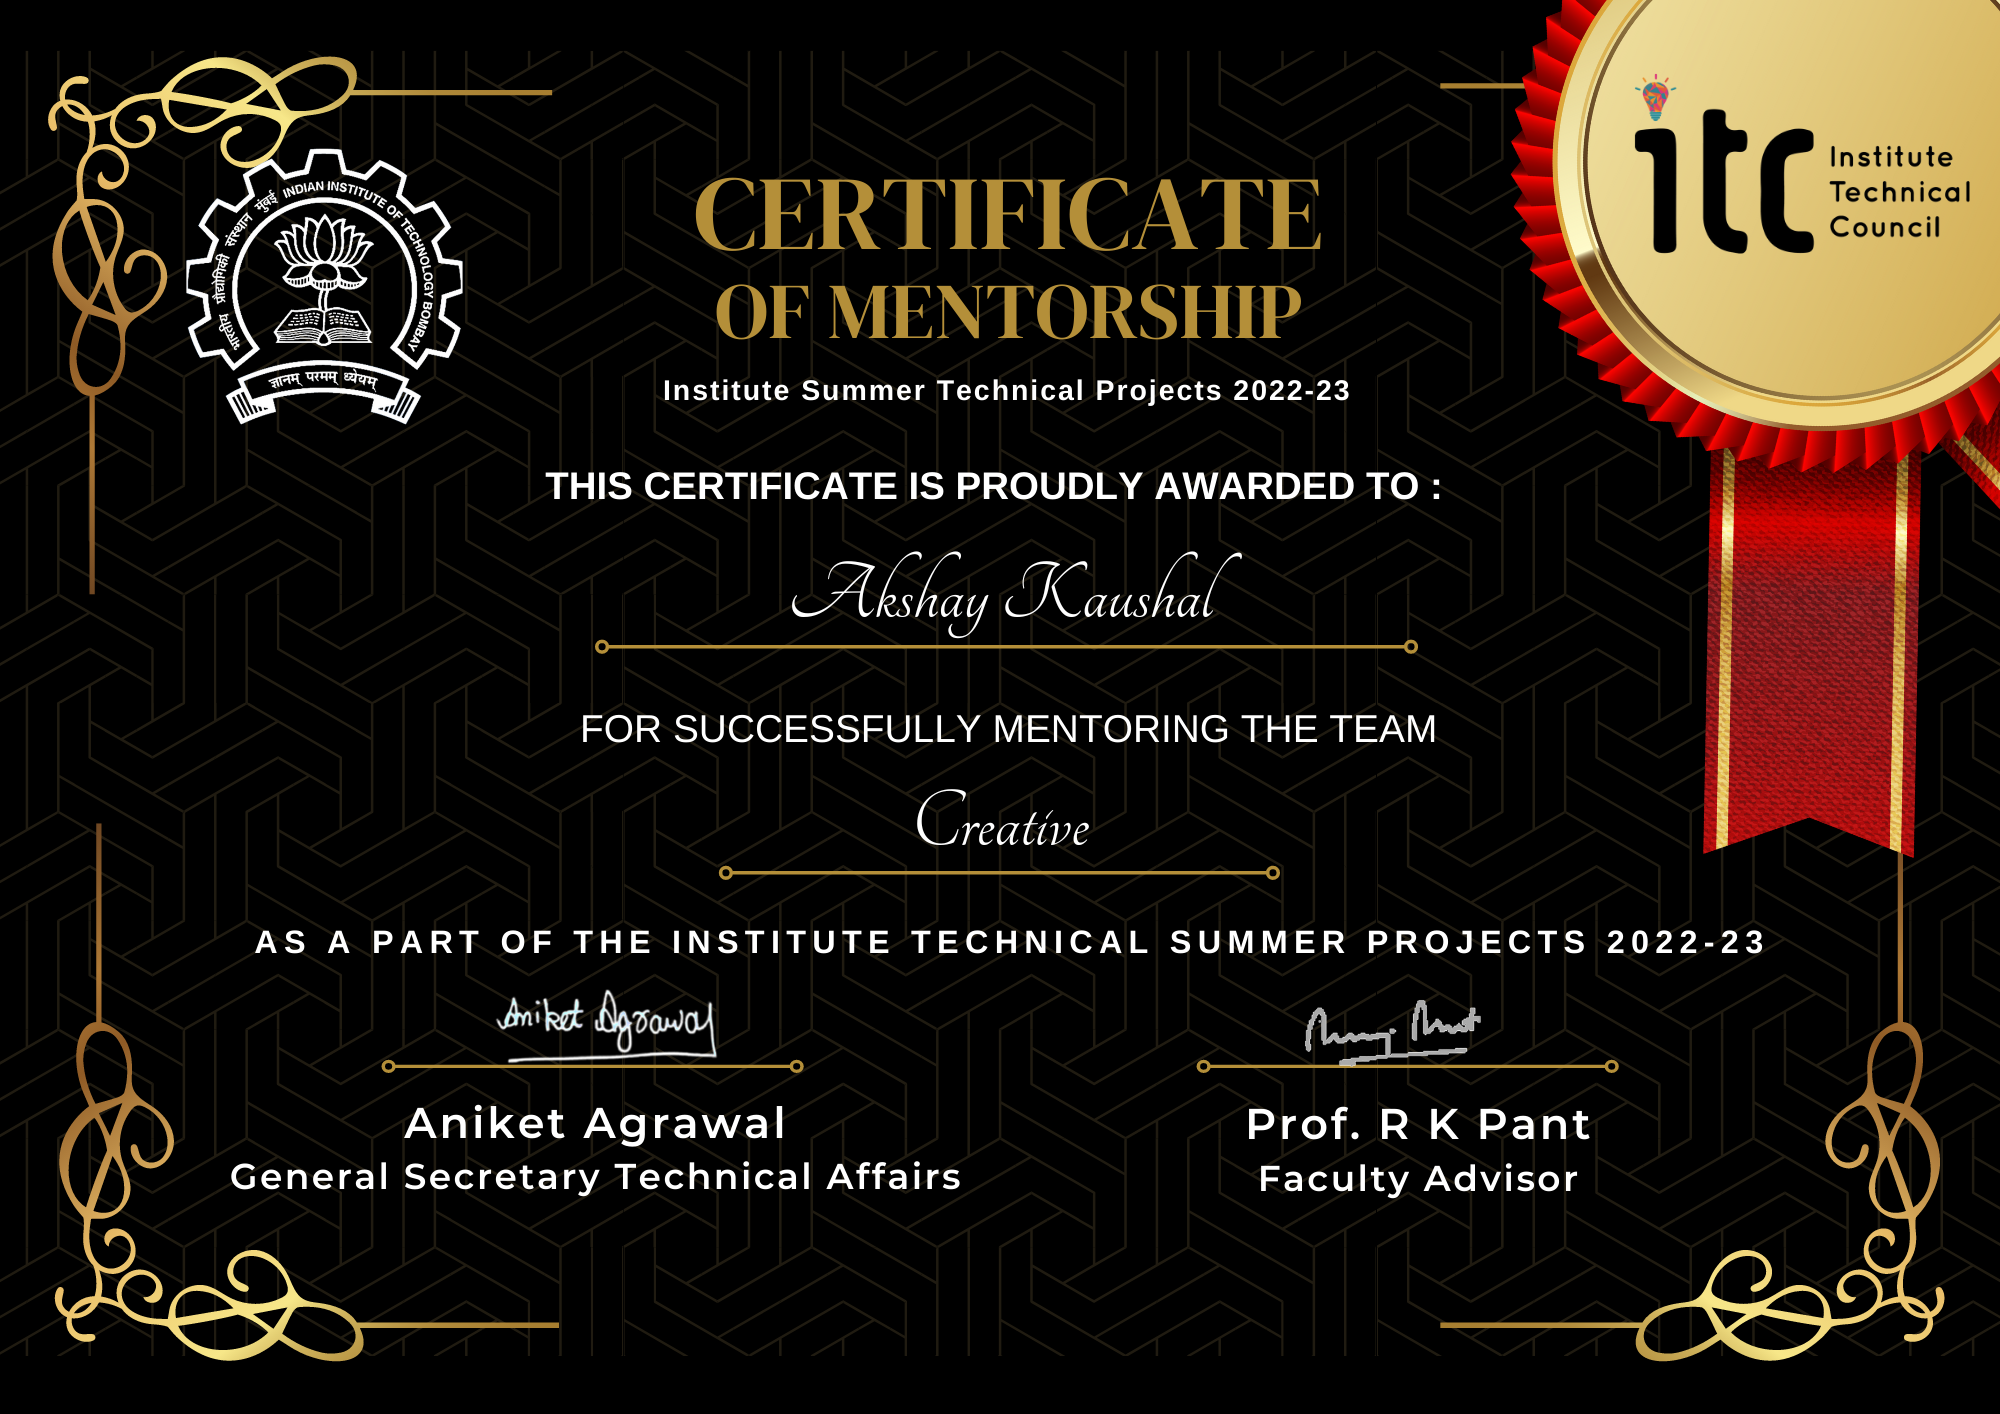 भारतीय प्रौद्योगिकी संस्थान मुंबई INDIAN INSTITUTE OF TECHNOLOGY BOMBAY
ज्ञानम् परमम् ध्येयम्
itc
Institute
Technical
Council
CERTIFICATE
OF MENTORSHIP
Institute Summer Technical Projects 2022-23
THIS CERTIFICATE IS PROUDLY AWARDED TO :
Akshay Kaushal
FOR SUCCESSFULLY MENTORING THE TEAM
Creative
AS A PART OF THE INSTITUTE TECHNICAL SUMMER PROJECTS 2022-23
Aniket Agrawal
Aniket Agrawal
General Secretary Technical Affairs
Prof. R K Pant
Faculty Advisor